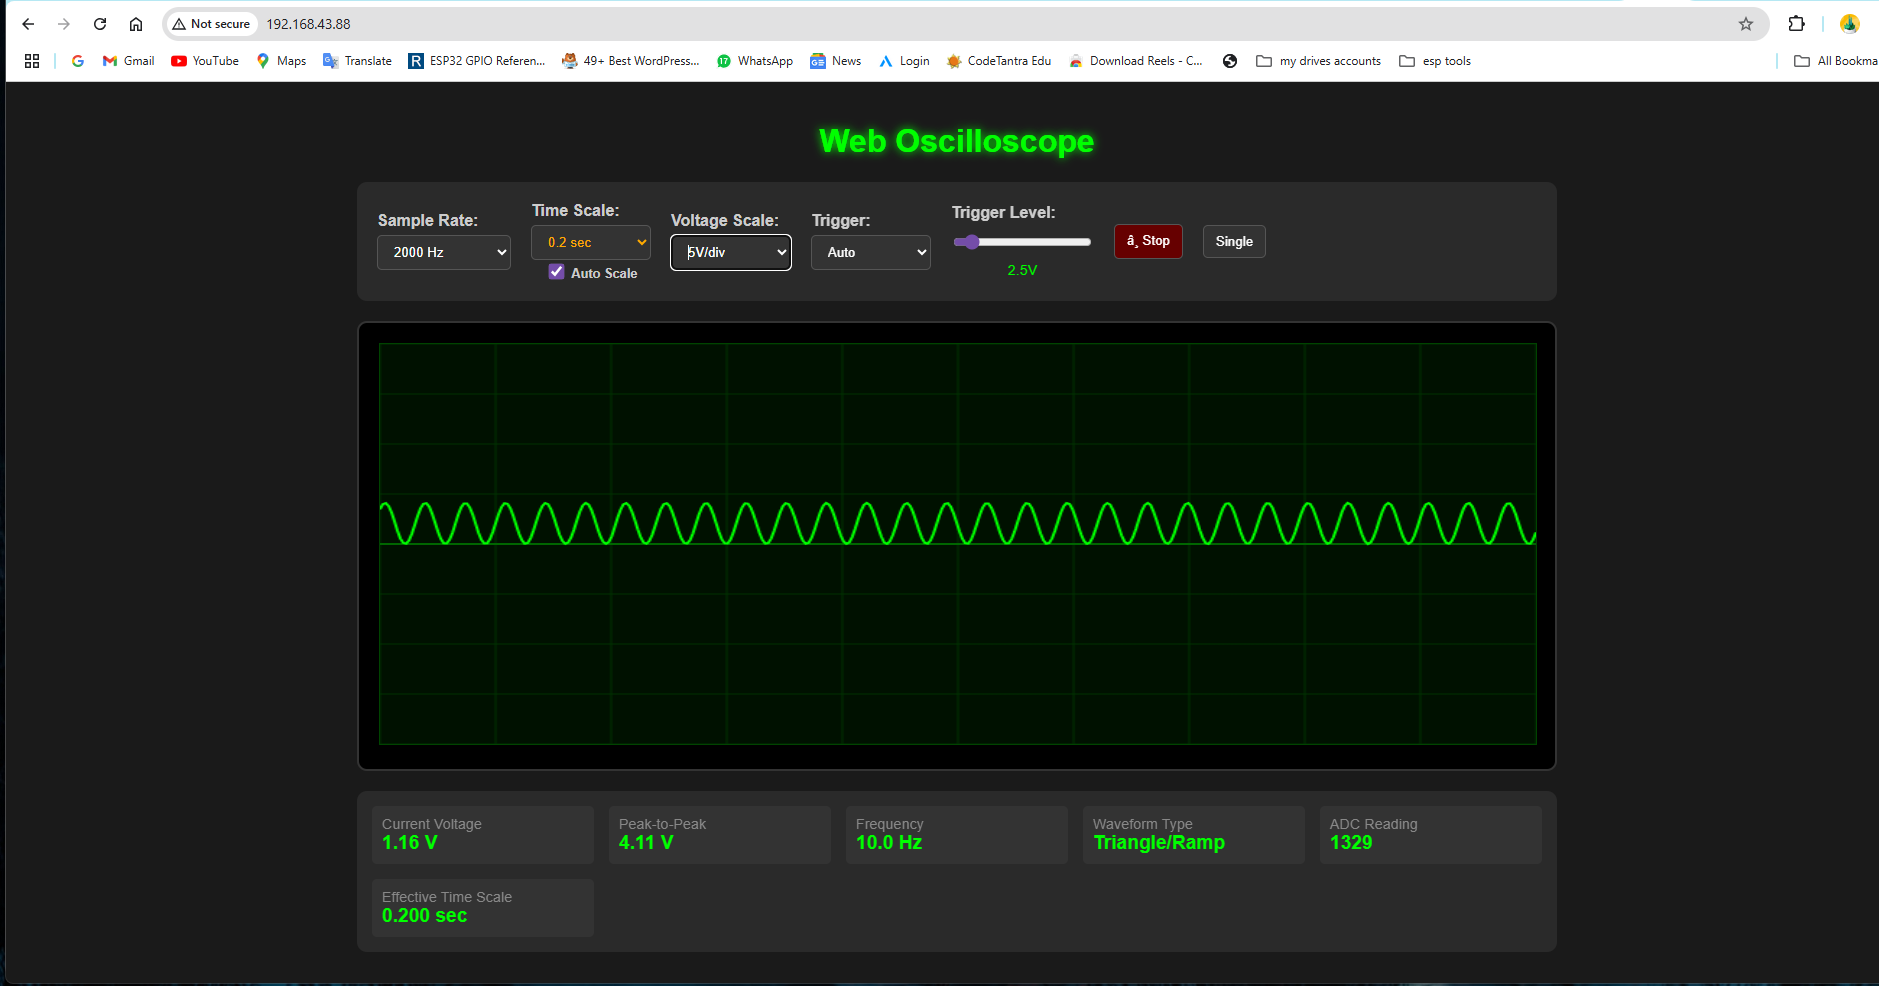 Not secure 192.168.43.88
Gmail YouTube Maps Translate R ESP32 GPIO Referen... 49+ Best WordPress... 17 WhatsApp GE News Login CodeTantra Edu Download Reels - C... my drives accounts esp tools All Bookma
Web Oscilloscope
Sample Rate: Time Scale: Voltage Scale: Trigger: Trigger Level:
2000 Hz 0.2 sec 5V/div Auto â¸ Stop Single
Auto Scale 2.5V
Current Voltage Peak-to-Peak Frequency Waveform Type ADC Reading
1.16 V 4.11 V 10.0 Hz Triangle/Ramp 1329
Effective Time Scale
0.200 sec